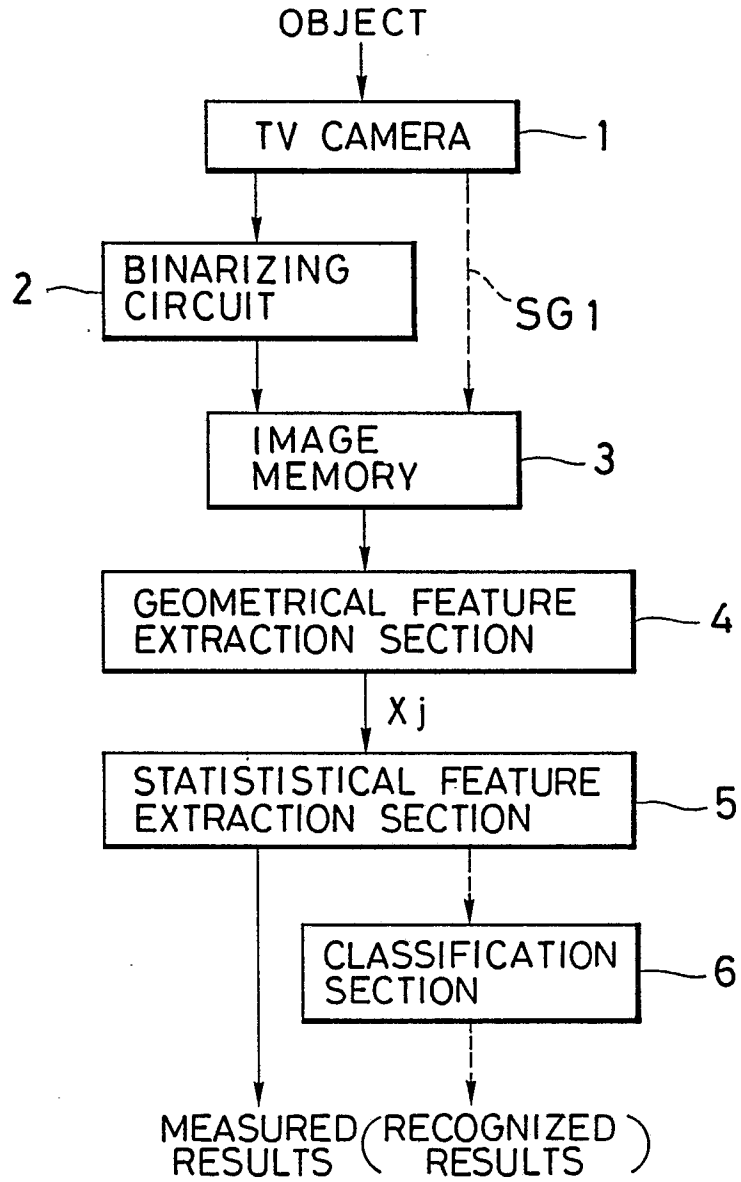 OBJECT
TV CAMERA
1
BINARIZING
CIRCUIT
2
SG1
IMAGE
MEMORY
3
GEOMETRICAL FEATURE
EXTRACTION SECTION
4
Xj
STATISTISTICAL FEATURE
EXTRACTION SECTION
5
CLASSIFICATION
SECTION
6
MEASURED
RESULTS
(RECOGNIZED
RESULTS)